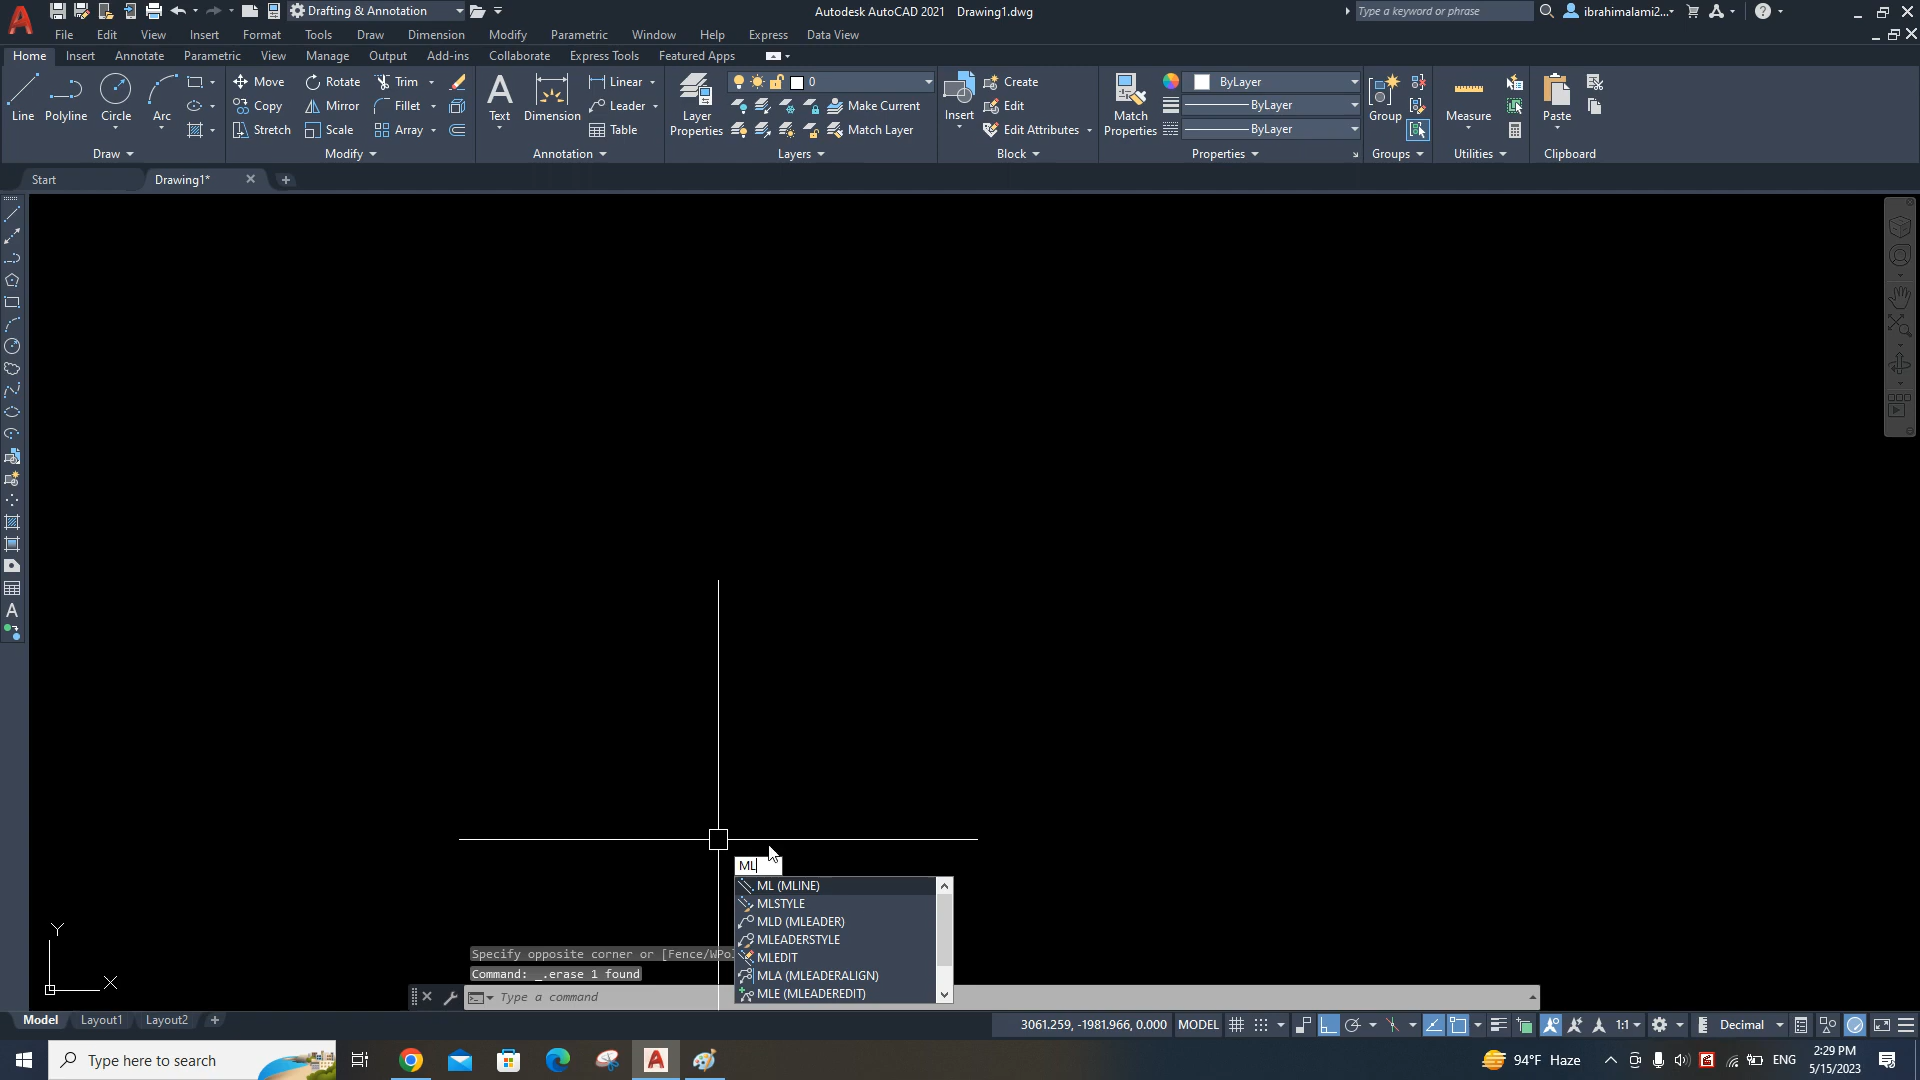 Drafting & Annotation
Autodesk AutoCAD 2021 Drawing1.dwg
Type a keyword or phrase
ibrahimalami2...
File Edit View Insert Format Tools Draw Dimension Modify Parametric Window Help Express Data View
Home Insert Annotate Parametric View Manage Output Add-ins Collaborate Express Tools Featured Apps
Line Polyline Circle Arc
Move Rotate Trim
Copy Mirror Fillet
Stretch Scale Array
Text Dimension
Linear
Leader
Table
Layer Properties
0
Make Current
Match Layer
Insert
Create
Edit
Edit Attributes
Match Properties
ByLayer
ByLayer
ByLayer
Group
Measure
Paste
Draw Modify Annotation Layers Block Properties Groups Utilities Clipboard
Start Drawing1*
ML
ML (MLINE)
MLSTYLE
MLD (MLEADER)
MLEADERSTYLE
MLEDIT
MLA (MLEADERALIGN)
MLE (MLEADEREDIT)
Y
X
Specify opposite corner or [Fence/WPo
Command: _.erase 1 found
Type a command
Model Layout1 Layout2
3061.259, -1981.966, 0.000 MODEL
1:1
Decimal
Type here to search
94°F Haze
ENG
2:29 PM
5/15/2023